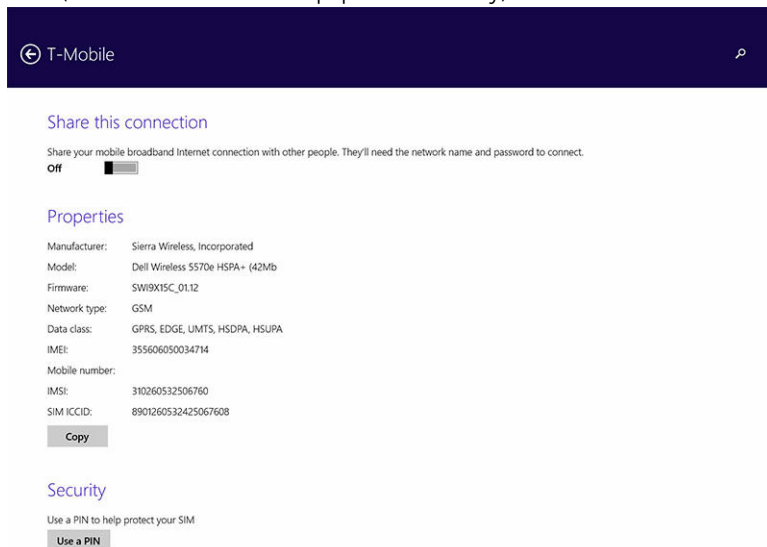 T-Mobile
Share this connection
Share your mobile broadband Internet connection with other people. They'll need the network name and password to connect.
Off
Properties
Manufacturer: Sierra Wireless, Incorporated
Model: Dell Wireless 5570e HSPA+ (42Mb
Firmware: SWI9X15C_01.12
Network type: GSM
Data class: GPRS, EDGE, UMTS, HSDPA, HSUPA
IMEI: 355606050034714
Mobile number:
IMSI: 310260532506760
SIM ICCID: 8901260532425067608
Copy
Security
Use a PIN to help protect your SIM
Use a PIN